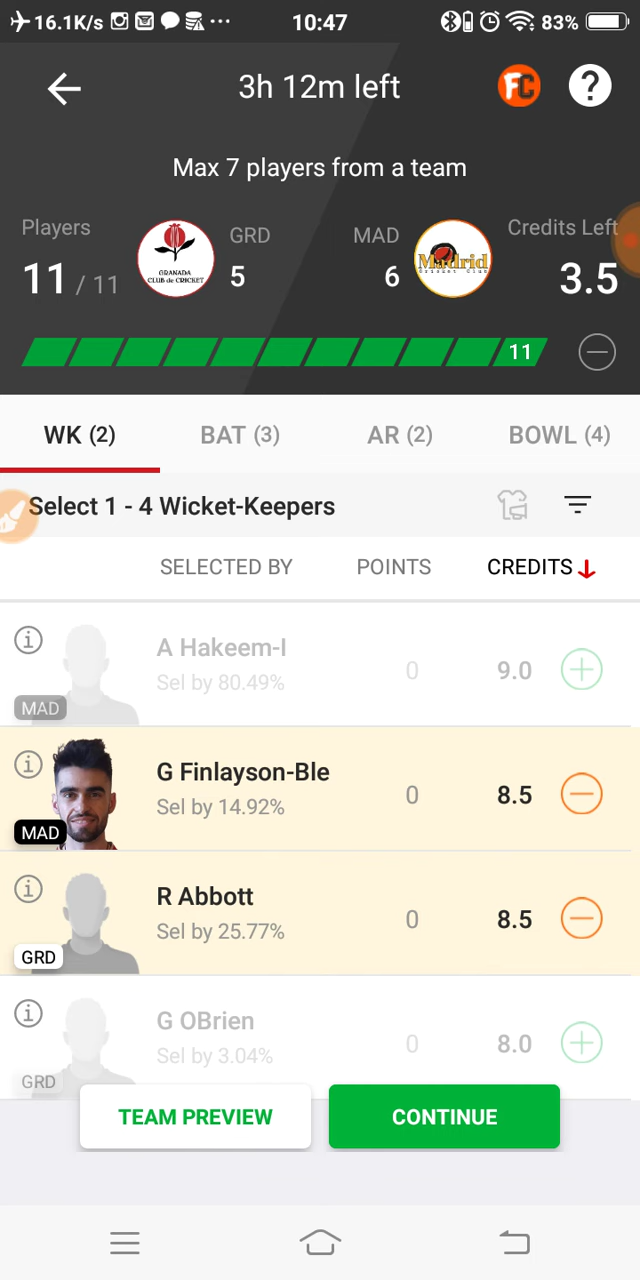 16.1K/s
10:47
83%
3h 12m left
FC
?
Max 7 players from a team
Players
11 / 11
GRANADA
CLUB de CRICKET
GRD
5
MAD
6
Madrid
Cricket Club
Credits Left
3.5
11
WK (2)
BAT (3)
AR (2)
BOWL (4)
Select 1 - 4 Wicket-Keepers
SELECTED BY
POINTS
CREDITS
i
A Hakeem-I
Sel by 80.49%
0
9.0
MAD
i
G Finlayson-Ble
Sel by 14.92%
0
8.5
MAD
i
R Abbott
Sel by 25.77%
0
8.5
GRD
i
G OBrien
Sel by 3.04%
0
8.0
GRD
TEAM PREVIEW
CONTINUE